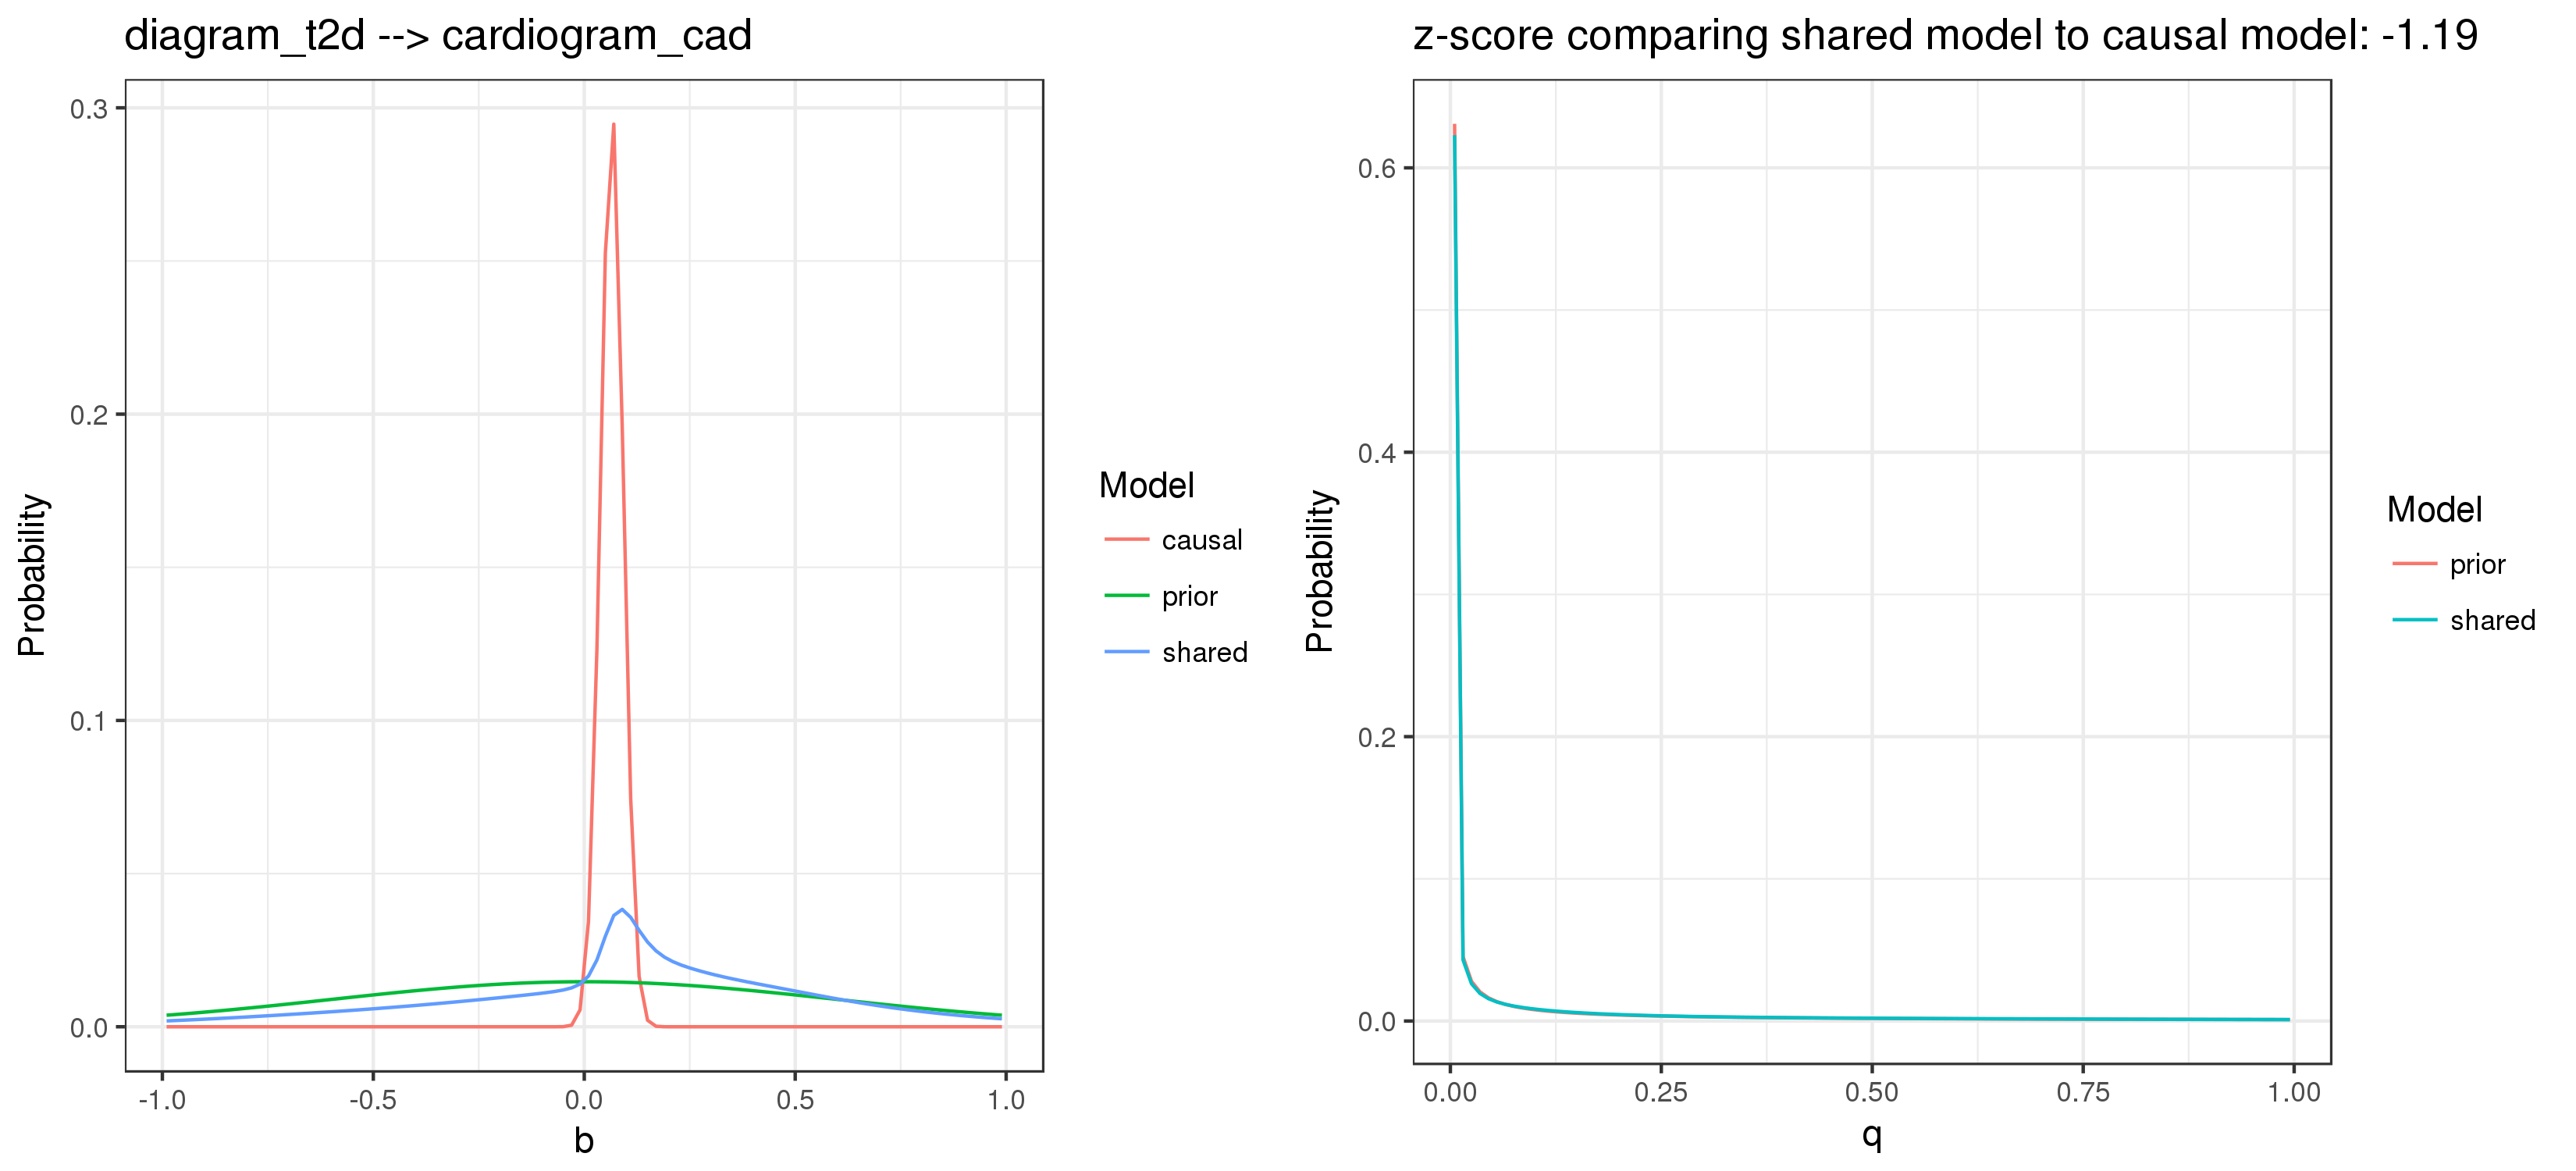 diagram_t2d --> cardiogram_cad
0.3
0.2
0.1
0.0
Probability
-1.0
-0.5
0.0
0.5
1.0
b
Model
causal
prior
shared
z-score comparing shared model to causal model: -1.19
0.6
0.4
0.2
0.0
Probability
0.00
0.25
0.50
0.75
1.00
q
Model
prior
shared